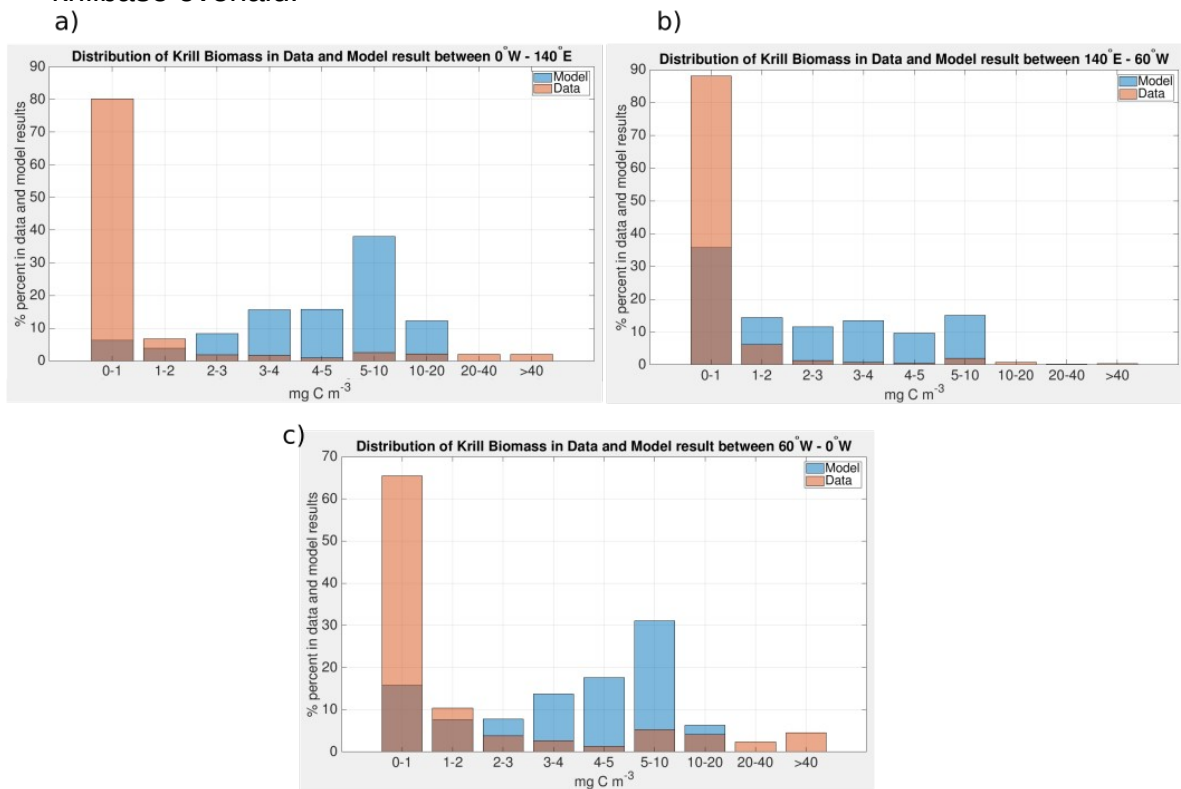 a)
b)
Distribution of Krill Biomass in Data and Model result between 0°W - 140°E
90
80
70
60
50
40
30
20
10
0
% percent in data and model results
Model
Data
0-1 1-2 2-3 3-4 4-5 5-10 10-20 20-40 >40
mg C m⁻³
Distribution of Krill Biomass in Data and Model result between 140°E - 60°W
90
80
70
60
50
40
30
20
10
0
% percent in data and model results
Model
Data
0-1 1-2 2-3 3-4 4-5 5-10 10-20 20-40 >40
mg C m⁻³
c)
Distribution of Krill Biomass in Data and Model result between 60°W - 0°W
70
60
50
40
30
20
10
0
% percent in data and model results
Model
Data
0-1 1-2 2-3 3-4 4-5 5-10 10-20 20-40 >40
mg C m⁻³